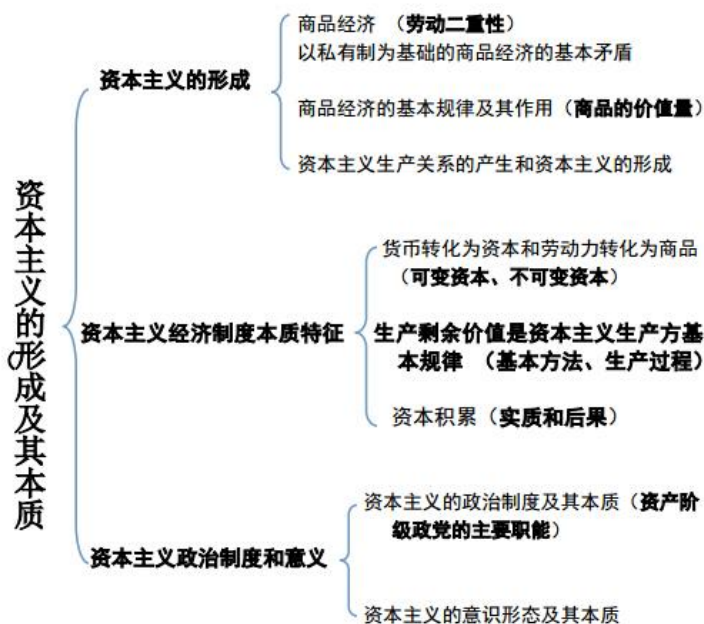 资本主义的形成及其本质
资本主义的形成
商品经济 （劳动二重性）
以私有制为基础的商品经济的基本矛盾
商品经济的基本规律及其作用（商品的价值量）
资本主义生产关系的产生和资本主义的形成
资本主义经济制度本质特征
货币转化为资本和劳动力转化为商品
（可变资本、不可变资本）
生产剩余价值是资本主义生产方基
本规律 （基本方法、生产过程）
资本积累（实质和后果）
资本主义政治制度和意义
资本主义的政治制度及其本质（资产阶
级政党的主要职能）
资本主义的意识形态及其本质